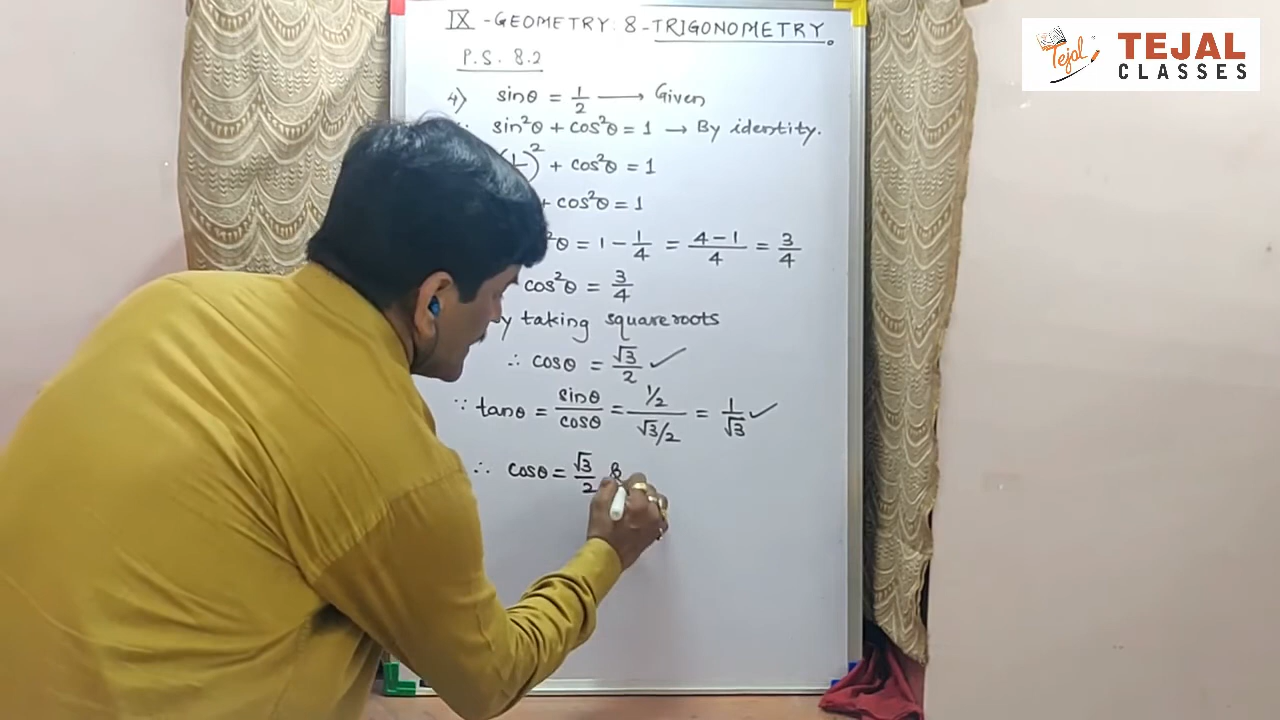 IX - GEOMETRY: 8 - TRIGONOMETRY.
P.S. 8.2
4) sinθ = 1/2 → Given
sin²θ + cos²θ = 1 → By identity.
)² + cos²θ = 1
+ cos²θ = 1
²θ = 1 - 1/4 = 4-1/4 = 3/4
cos²θ = 3/4
y taking square roots
∴ cosθ = √3/2 ✓
∵ tanθ = sinθ/cosθ = 1/2 / √3/2 = 1/√3 ✓
∴ cosθ = √3/2 &
Tejal
TEJAL
CLASSES